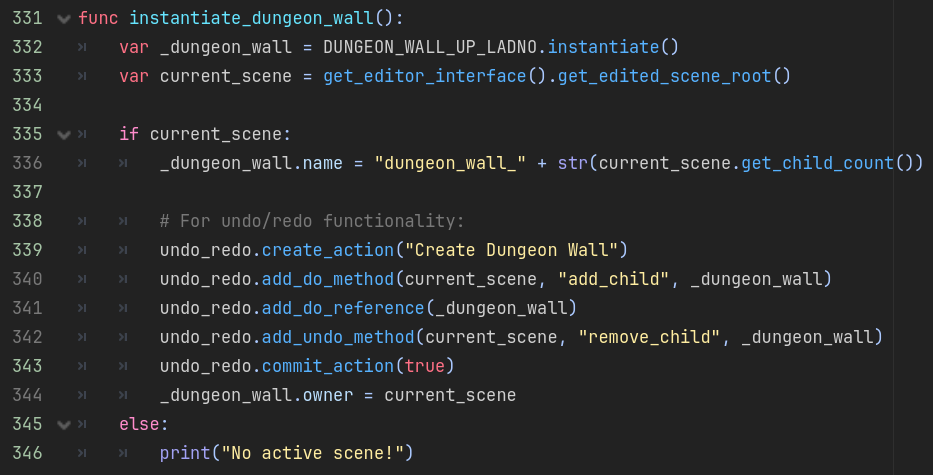 331 func instantiate_dungeon_wall():
332 var _dungeon_wall = DUNGEON_WALL_UP_LADNO.instantiate()
333 var current_scene = get_editor_interface().get_edited_scene_root()
334
335 if current_scene:
336 _dungeon_wall.name = "dungeon_wall_" + str(current_scene.get_child_count())
337
338 # For undo/redo functionality:
339 undo_redo.create_action("Create Dungeon Wall")
340 undo_redo.add_do_method(current_scene, "add_child", _dungeon_wall)
341 undo_redo.add_do_reference(_dungeon_wall)
342 undo_redo.add_undo_method(current_scene, "remove_child", _dungeon_wall)
343 undo_redo.commit_action(true)
344 _dungeon_wall.owner = current_scene
345 else:
346 print("No active scene!")